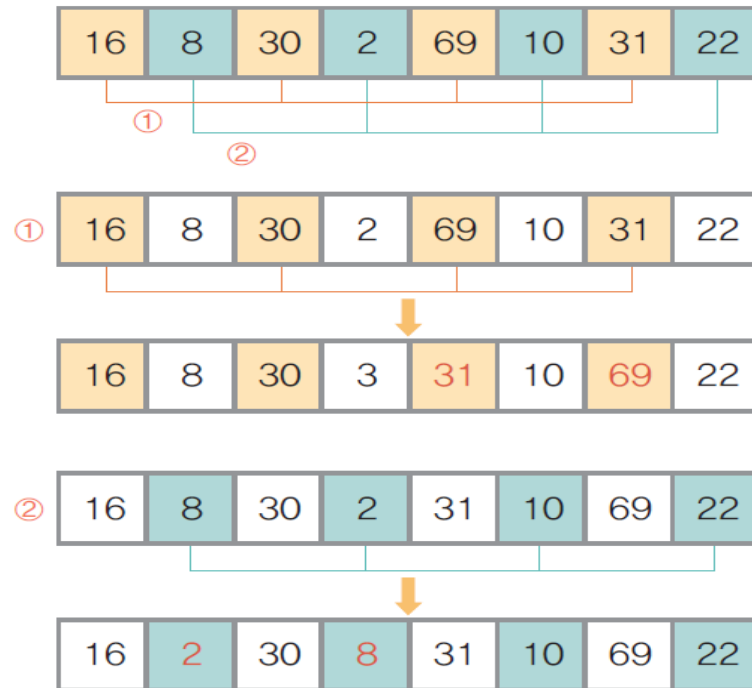 16 8 30 2 69 10 31 22
①
②
① 16 8 30 2 69 10 31 22
16 8 30 3 31 10 69 22
② 16 8 30 2 31 10 69 22
16 2 30 8 31 10 69 22